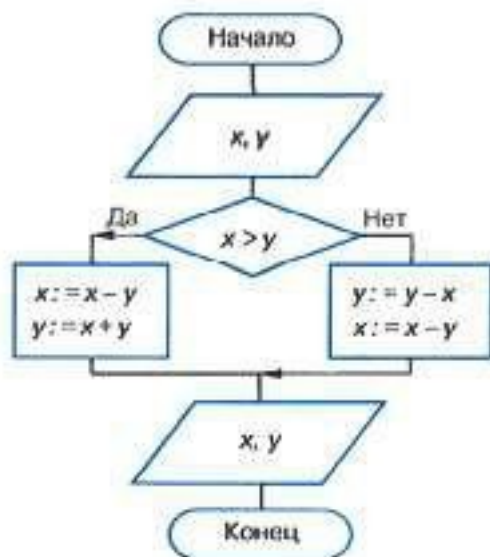 Начало
x, y
Да
Нет
x > y
x := x – y
y := x + y
y := y – x
x := x – y
x, y
Конец